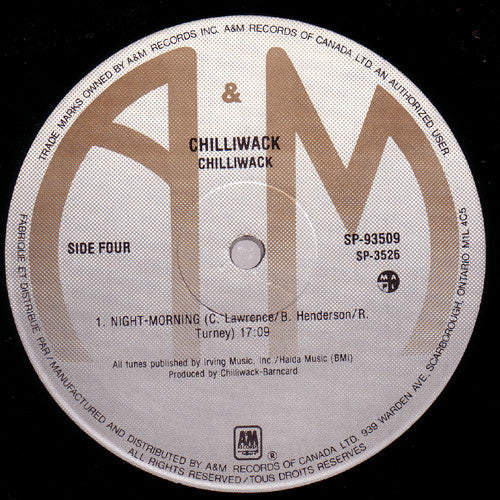 TRADE MARKS OWNED BY A&M RECORDS INC. A&M RECORDS OF CANADA LTD. AN AUTHORIZED USER
A & M
CHILLIWACK
CHILLIWACK
SIDE FOUR
SP-93509
SP-3526
M A P L
1. NIGHT-MORNING (C. Lawrence/B. Henderson/R.
Turney) 17:09
All tunes published by Irving Music, Inc./Haida Music (BMI)
Produced by Chilliwack-Barncard
A&M
RECORDS
®
FABRIQUE ET DISTRIBUE PAR/MANUFACTURED AND DISTRIBUTED BY A&M RECORDS OF CANADA LTD. 939 WARDEN AVE, SCARBOROUGH, ONTARIO M1L 4C5
ALL RIGHTS RESERVED/TOUS DROITS RESERVES